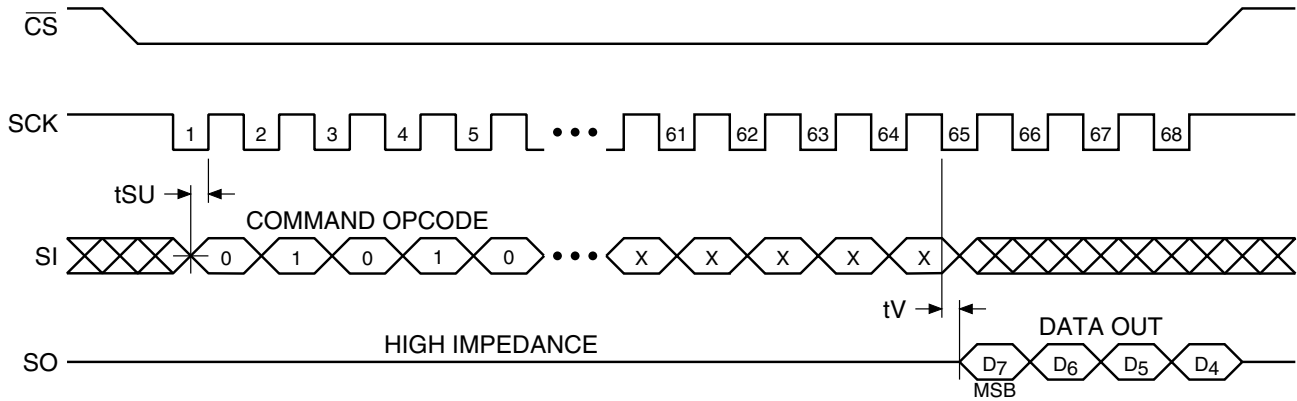 CS
SCK
1 2 3 4 5 ••• 61 62 63 64 65 66 67 68
tSU
COMMAND OPCODE
SI
0 1 0 1 0 ••• X X X X X
tV
DATA OUT
HIGH IMPEDANCE
SO
D7 D6 D5 D4
MSB